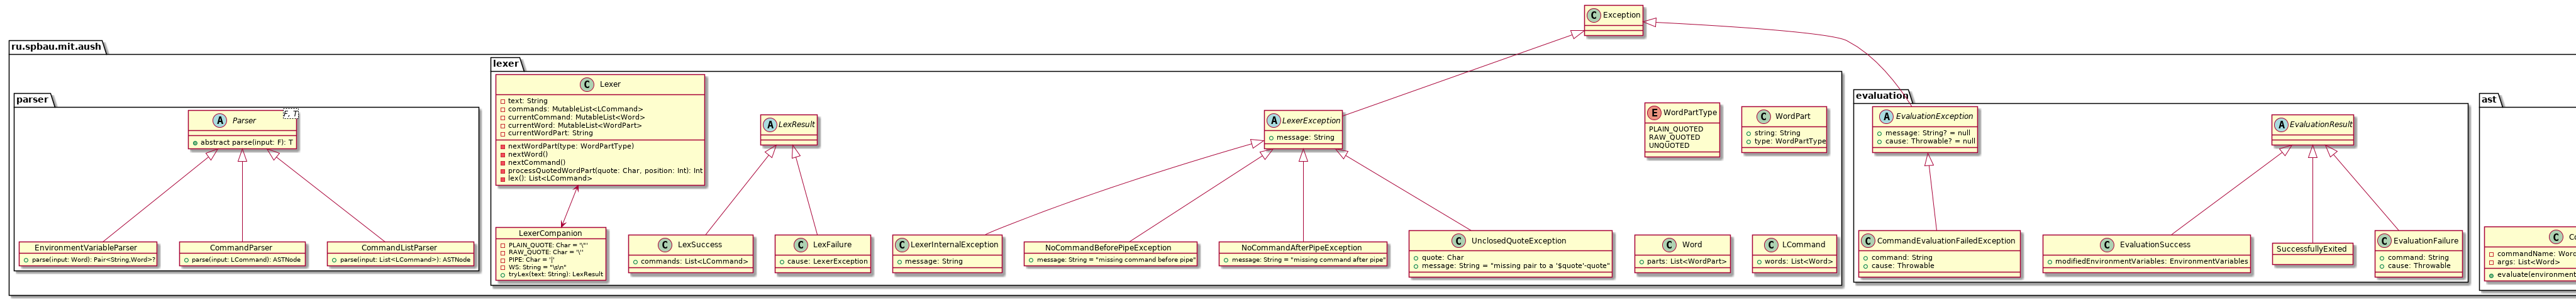 Exception
ru.spbau.mit.aush
parser
Parser
F, T
abstract parse(input: F): T
EnvironmentVariableParser
parse(input: Word): Pair<String,Word>?
CommandParser
parse(input: LCommand): ASTNode
CommandListParser
parse(input: List<LCommand>): ASTNode
lexer
Lexer
text: String
commands: MutableList<LCommand>
currentCommand: MutableList<Word>
currentWord: MutableList<WordPart>
currentWordPart: String
nextWordPart(type: WordPartType)
nextWord()
nextCommand()
processQuotedWordPart(quote: Char, position: Int): Int
lex(): List<LCommand>
LexerCompanion
PLAIN_QUOTE: Char = '\"'
RAW_QUOTE: Char = '\''
PIPE: Char = '|'
WS: String = "\t\n"
tryLex(text: String): LexResult
LexResult
LexSuccess
commands: List<LCommand>
LexFailure
cause: LexerException
LexerException
message: String
LexerInternalException
message: String
NoCommandBeforePipeException
message: String = "missing command before pipe"
NoCommandAfterPipeException
message: String = "missing command after pipe"
UnclosedQuoteException
quote: Char
message: String = "missing pair to a '$quote'-quote"
WordPartType
PLAIN_QUOTED
RAW_QUOTED
UNQUOTED
WordPart
string: String
type: WordPartType
Word
parts: List<WordPart>
LCommand
words: List<Word>
evaluation
EvaluationException
message: String? = null
cause: Throwable? = null
CommandEvaluationFailedException
command: String
cause: Throwable
EvaluationResult
EvaluationSuccess
modifiedEnvironmentVariables: EnvironmentVariables
SuccessfullyExited
EvaluationFailure
command: String
cause: Throwable
ast
commandName: Word
args: List<Word>
evaluate(environment